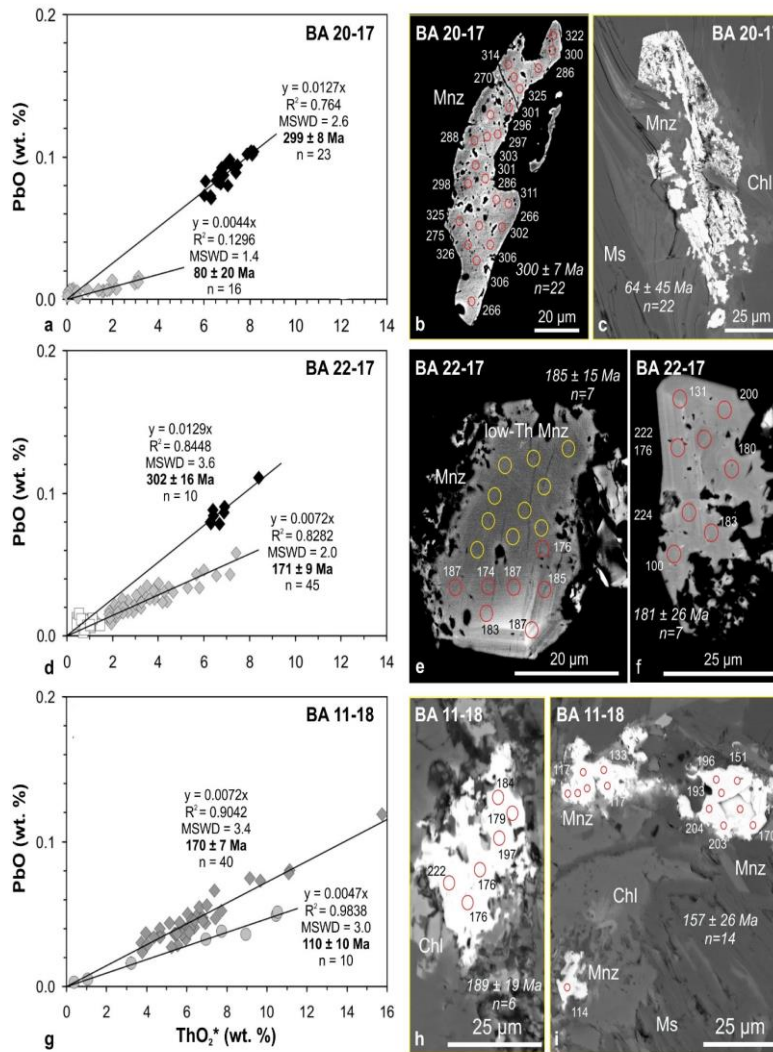 BA 20-17
y = 0.0127x
R² = 0.764
MSWD = 2.6
299 ± 8 Ma
n = 23
y = 0.0044x
R² = 0.1296
MSWD = 1.4
80 ± 20 Ma
n = 16
PbO (wt. %)
0.2
0.1
0.0
0 2 4 6 8 10 12 14
a
BA 20-17
322
314
300
270
286
Mnz
325
301
296
288
297
303
301
298
286
311
325
266
275
302
326
306
306
300 ± 7 Ma
n=22
266
20 µm
b
BA 20-17
Mnz
Chl
Ms
64 ± 45 Ma
n=22
25 µm
c
BA 22-17
y = 0.0129x
R² = 0.8448
MSWD = 3.6
302 ± 16 Ma
n = 10
y = 0.0072x
R² = 0.8282
MSWD = 2.0
171 ± 9 Ma
n = 45
PbO (wt. %)
0.2
0.1
0.0
0 2 4 6 8 10 12 14
d
BA 22-17
185 ± 15 Ma
n=7
low-Th Mnz
Mnz
176
187 174 187 185
183 187
20 µm
e
BA 22-17
131
200
222
176
180
224
183
100
181 ± 26 Ma
n=7
25 µm
f
BA 11-18
y = 0.0072x
R² = 0.9042
MSWD = 3.4
170 ± 7 Ma
n = 40
y = 0.0047x
R² = 0.9838
MSWD = 3.0
110 ± 10 Ma
n = 10
PbO (wt. %)
0.2
0.1
0.0
0 2 4 6 8 10 12 14 16
ThO₂* (wt. %)
g
BA 11-18
184
179
197
222
176
176
Chl
189 ± 19 Ma
n=6
25 µm
h
BA 11-18
133
117
117
196
151
193
Mnz
204
203
170
Mnz
Chl
157 ± 26 Ma
n=14
Mnz
114
Ms
25 µm
i